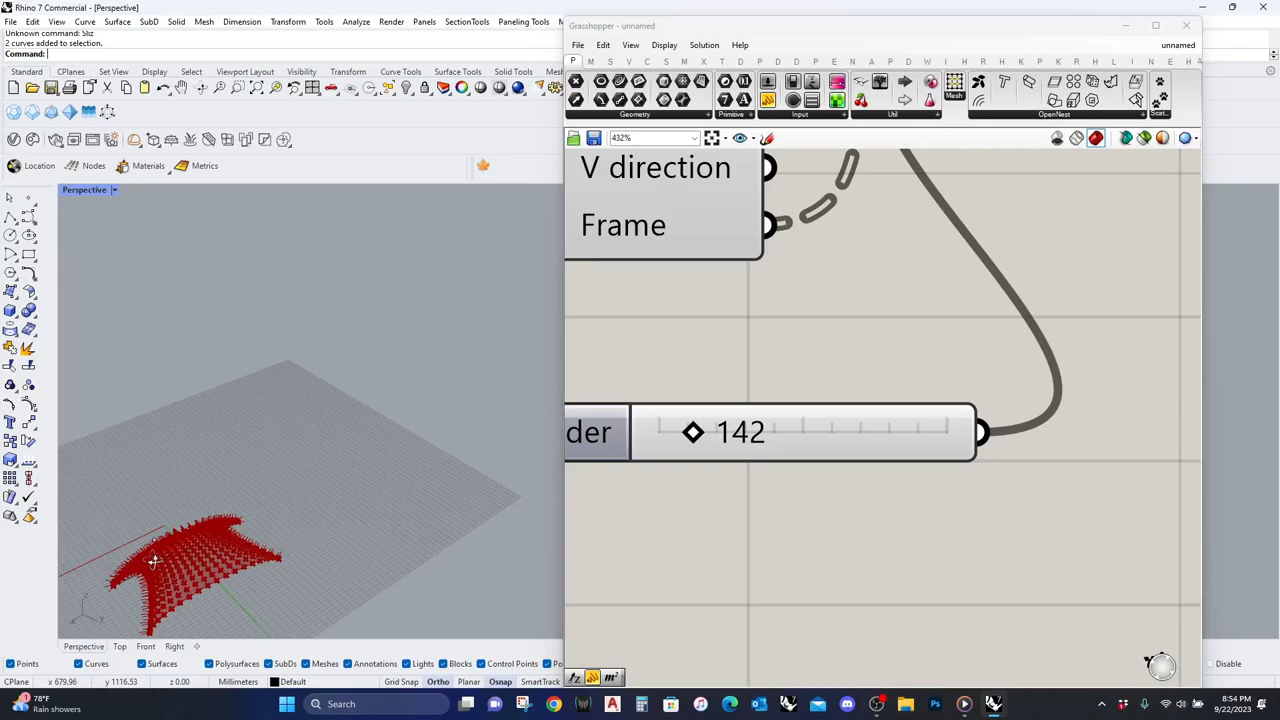 Rhino 7 Commercial - [Perspective]
File Edit View Curve Surface SubD Solid Mesh Dimension Transform Tools Analyze Render Panels SectionTools Paneling Tools
Unknown command: Sliz
2 curves added to selection.
Command:
Standard CPlanes Set View Display Select Viewport Layout Visibility Transform Curve Tools Surface Tools Solid Tools Mesh
Location Nodes Materials Metrics
Perspective
z
y
Perspective Top Front Right
Points Curves Surfaces Polysurfaces SubDs Meshes Annotations Lights Blocks Control Points Disable
Millimeters Default Grid Snap Ortho Planar Osnap SmartTrack
x 679.96 y 1116.53 z 0.00
Grasshopper - unnamed
File Edit View Display Solution Help unnamed
P M S V C S M I T D P D D P E H A K W B I O H R P L H L L I D M
Geometry Primitive Input Util Mesh OpenNest Scat...
432%
V direction
Frame
der 142
78°F
Rain showers
Search
8:54 PM
9/22/2023